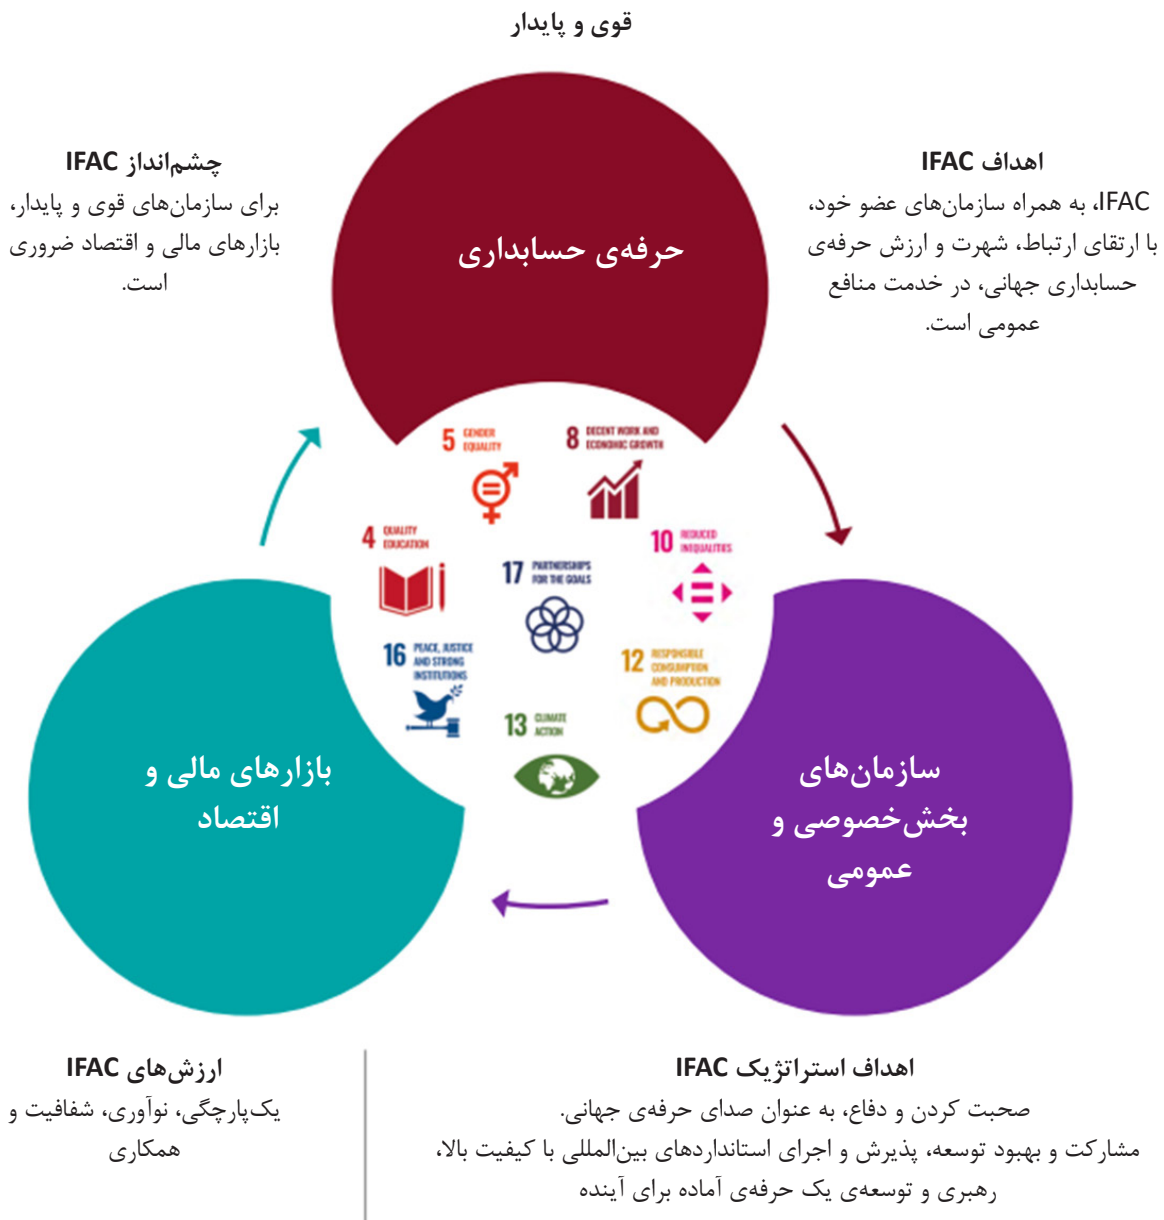 قوی و پایدار
اهداف IFAC
IFAC، به همراه سازمان‌های عضو خود،
با ارتقای ارتباط، شهرت و ارزش حرفه‌ی
حسابداری جهانی، در خدمت منافع
عمومی است.
چشم‌انداز IFAC
برای سازمان‌های قوی و پایدار،
بازارهای مالی و اقتصاد ضروری
است.
حرفه‌ی حسابداری
5 GENDER
EQUALITY
8 DECENT WORK AND
ECONOMIC GROWTH
4 QUALITY
EDUCATION
17 PARTNERSHIPS
FOR THE GOALS
10 REDUCED
INEQUALITIES
16 PEACE, JUSTICE
AND STRONG
INSTITUTIONS
12 RESPONSIBLE
CONSUMPTION
AND PRODUCTION
13 CLIMATE
ACTION
سازمان‌های
بخش‌خصوصی و
عمومی
بازارهای مالی و
اقتصاد
اهداف استراتژیک IFAC
صحبت کردن و دفاع، به عنوان صدای حرفه‌ی جهانی.
مشارکت و بهبود توسعه، پذیرش و اجرای استانداردهای بین‌المللی با کیفیت بالا،
رهبری و توسعه‌ی یک حرفه‌ی آماده برای آینده
ارزش‌های IFAC
یک‌پارچگی، نوآوری، شفافیت و
همکاری